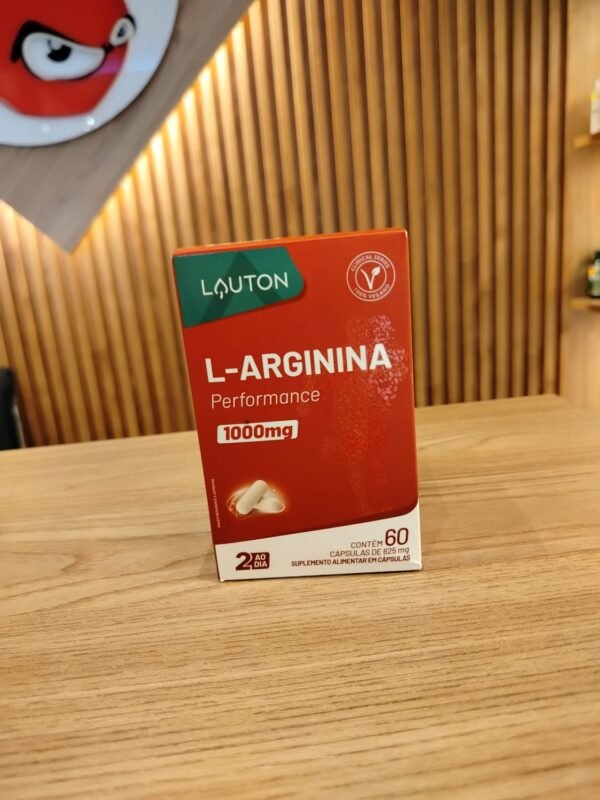 LAUTON
CLINICAL SERIES
100% VEGANO
L-ARGININA
Performance
1000mg
2 AO
DIA
CONTÉM 60
CÁPSULAS DE 625 mg
SUPLEMENTO ALIMENTAR EM CÁPSULAS